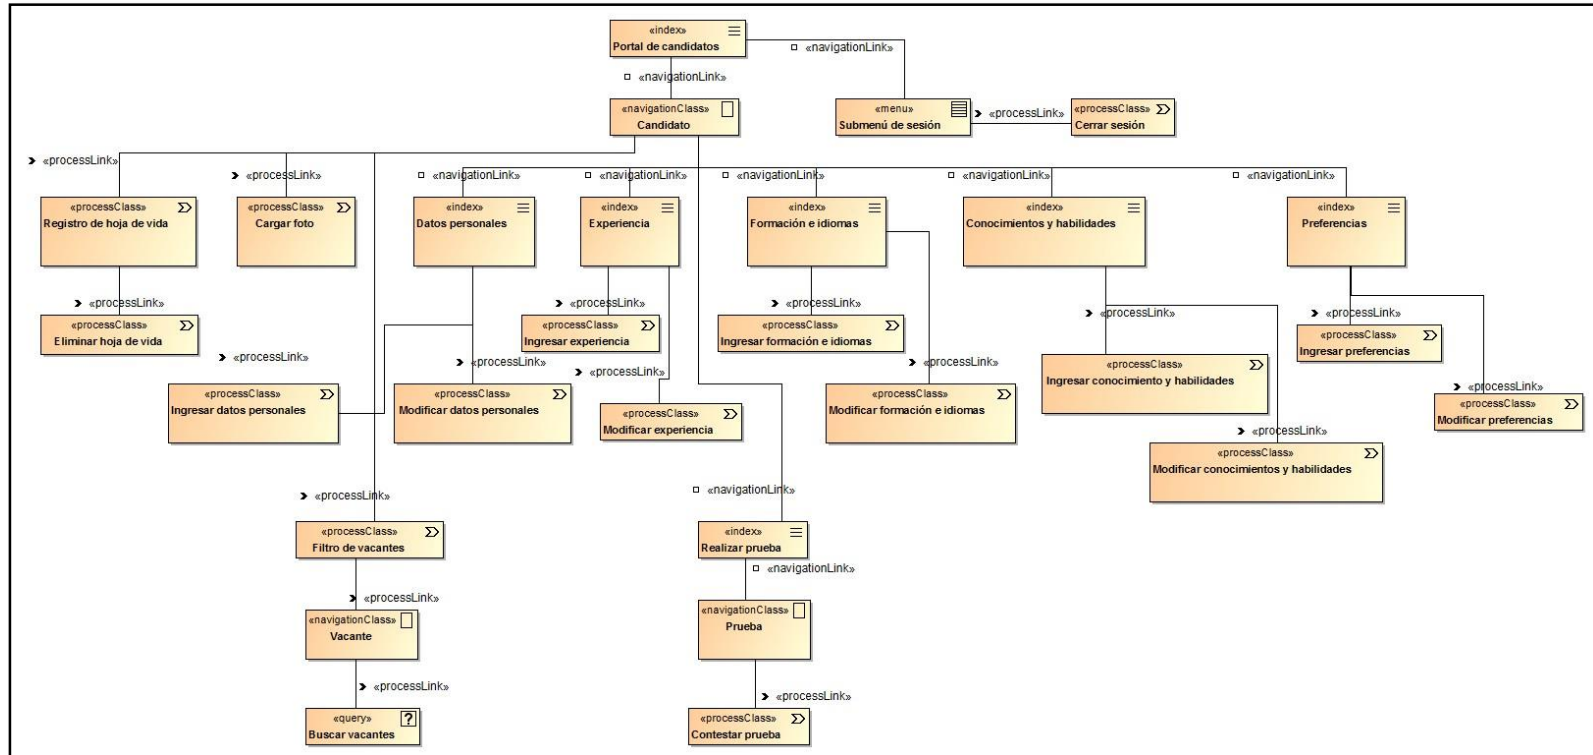 «index»
Portal de candidatos
«navigationLink»
«navigationLink»
«navigationClass»
Candidato
«menu»
Submenú de sesión
«processLink»
«processClass»
Cerrar sesión
«processLink»
«processLink»
«navigationLink»
«navigationLink»
«navigationLink»
«navigationLink»
«navigationLink»
«processClass»
Registro de hoja de vida
«processClass»
Cargar foto
«index»
Datos personales
«index»
Experiencia
«index»
Formación e idiomas
«index»
Conocimientos y habilidades
«index»
Preferencias
«processLink»
«processClass»
Eliminar hoja de vida
«processLink»
«processClass»
Ingresar experiencia
«processLink»
«processClass»
Ingresar formación e idiomas
«processLink»
«processLink»
«processClass»
Ingresar preferencias
«processLink»
«processClass»
Ingresar datos personales
«processLink»
«processClass»
Modificar datos personales
«processLink»
«processClass»
Modificar experiencia
«processLink»
«processClass»
Modificar formación e idiomas
«processClass»
Ingresar conocimiento y habilidades
«processLink»
«processClass»
Modificar preferencias
«processLink»
«processClass»
Modificar conocimientos y habilidades
«processLink»
«processClass»
Filtro de vacantes
«navigationLink»
«index»
Realizar prueba
«processLink»
«navigationClass»
Vacante
«navigationLink»
«navigationClass»
Prueba
«processLink»
«query»
?
Buscar vacantes
«processLink»
«processClass»
Contestar prueba